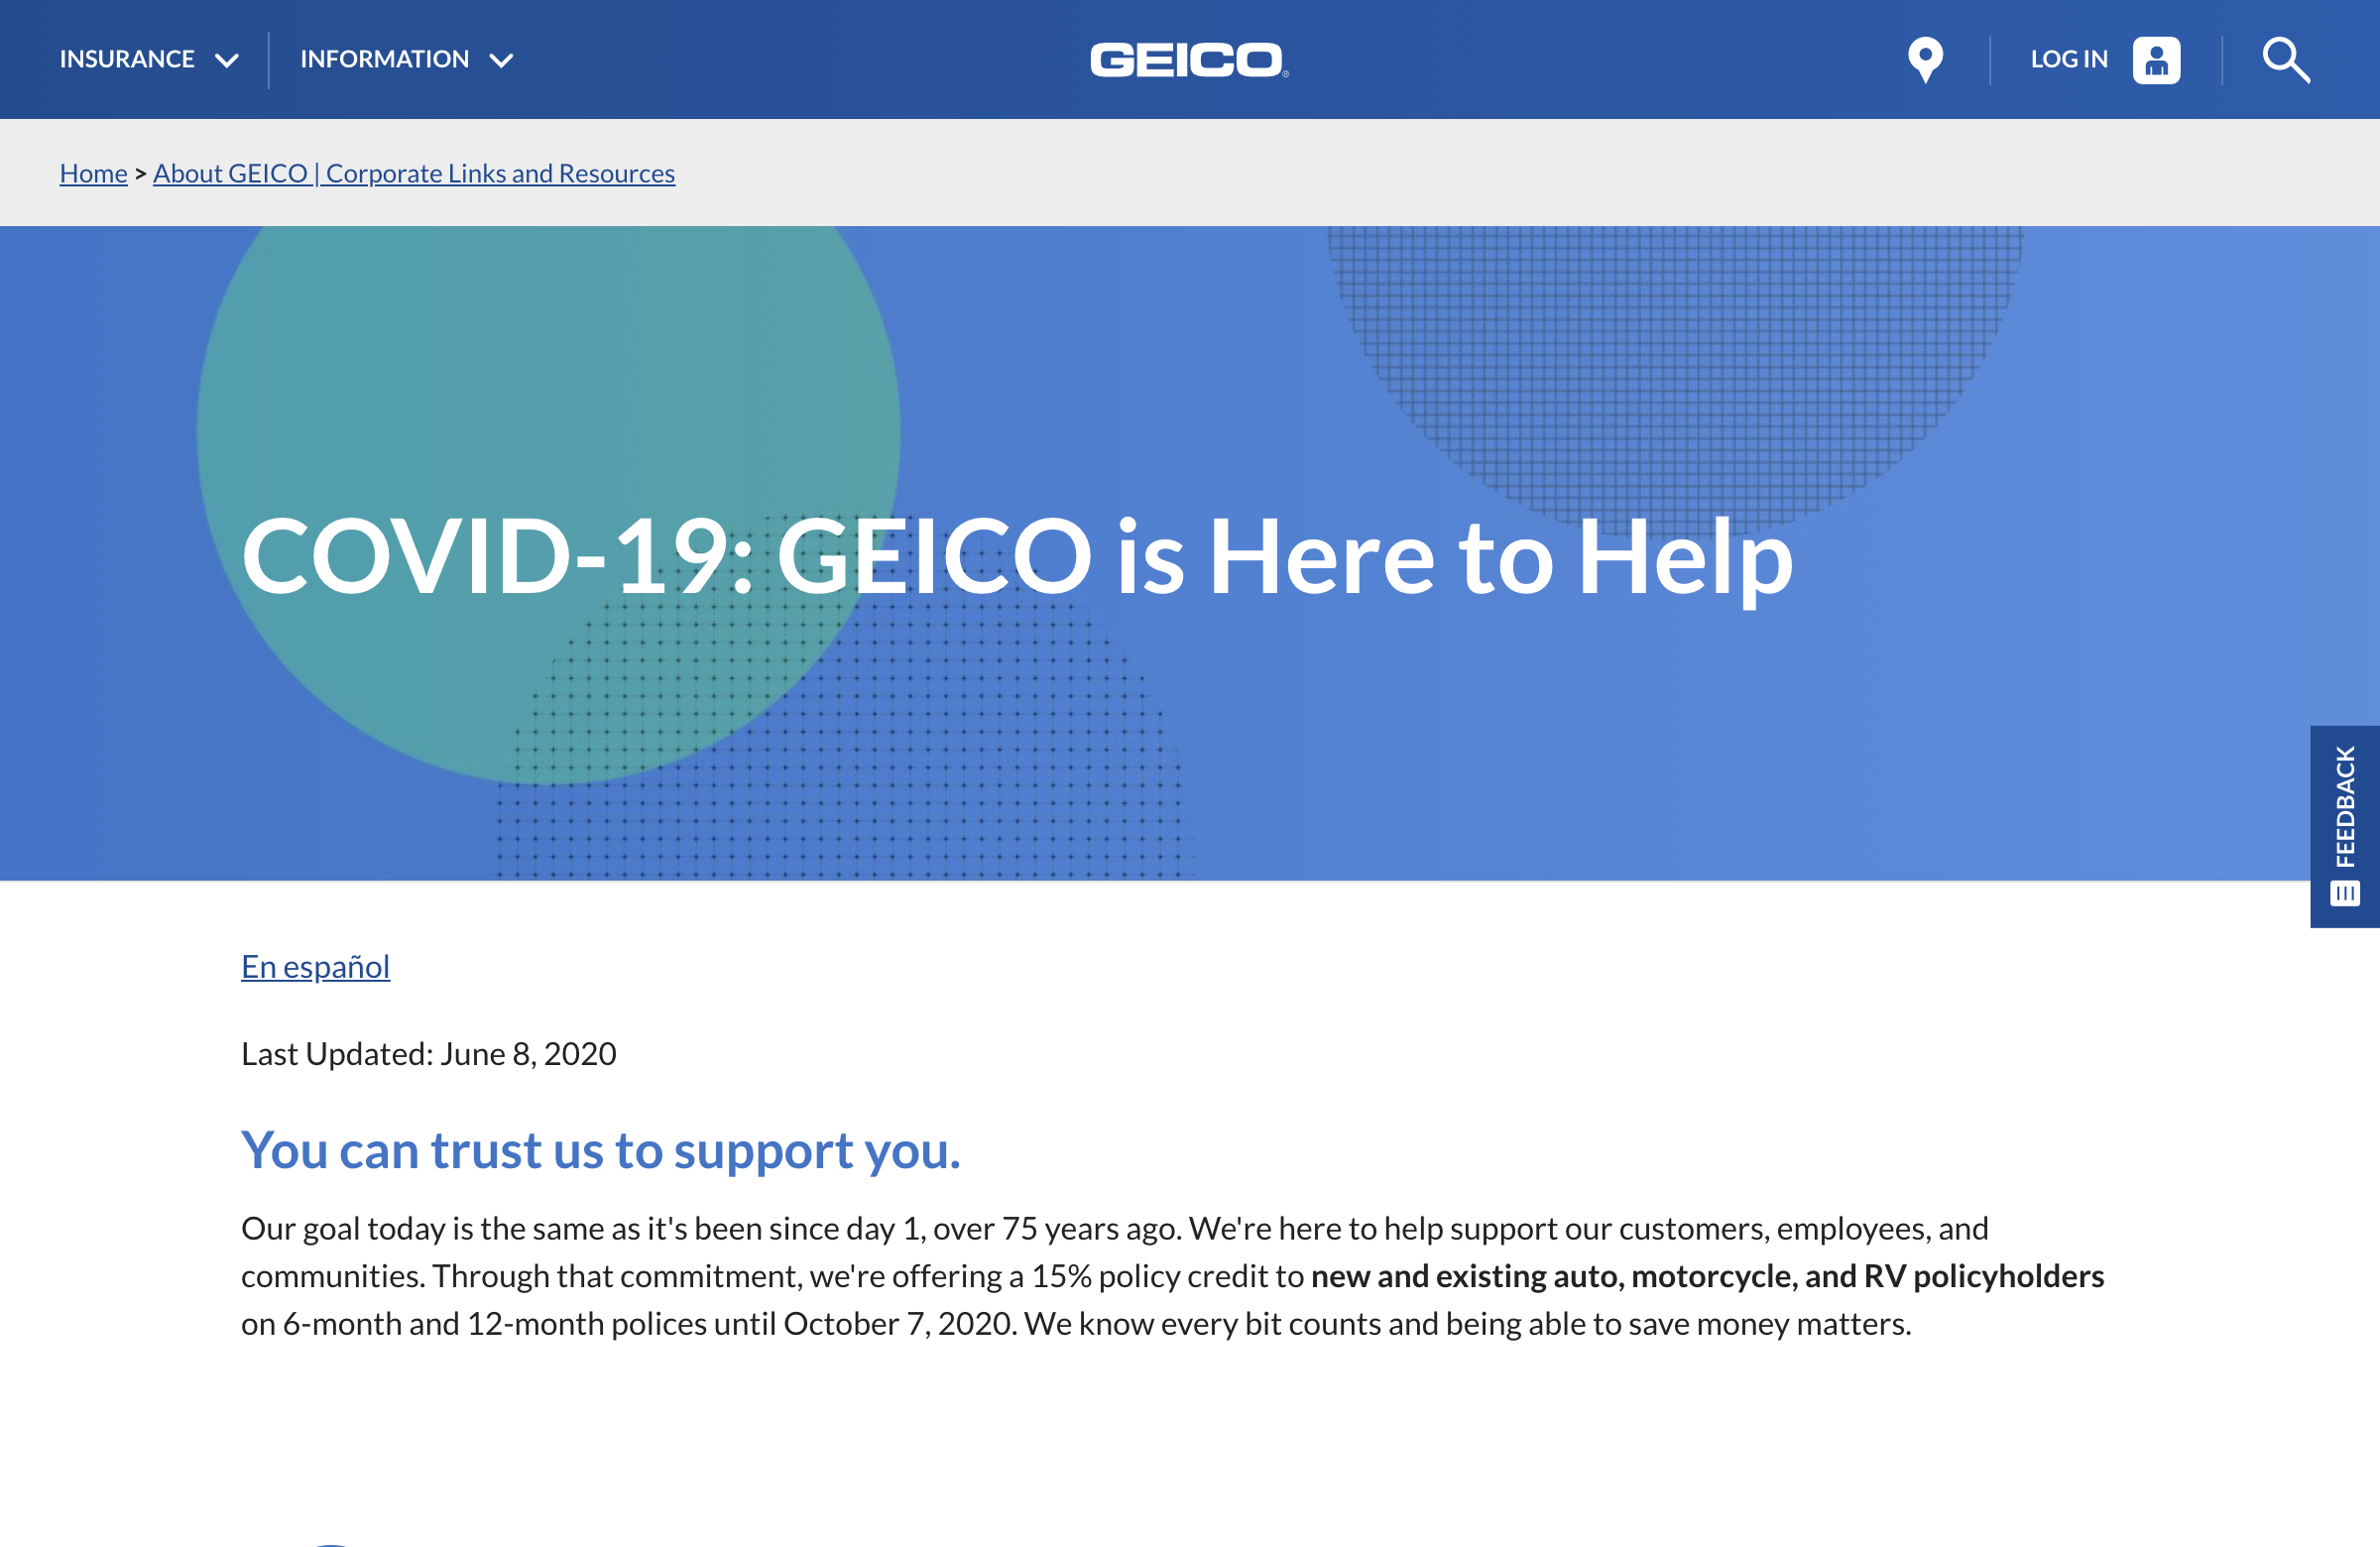 INSURANCE
INFORMATION
GEICO®
LOG IN
Home > About GEICO | Corporate Links and Resources
COVID-19: GEICO is Here to Help
FEEDBACK
En español
Last Updated: June 8, 2020
You can trust us to support you.
Our goal today is the same as it's been since day 1, over 75 years ago. We're here to help support our customers, employees, and
communities. Through that commitment, we're offering a 15% policy credit to new and existing auto, motorcycle, and RV policyholders
on 6-month and 12-month polices until October 7, 2020. We know every bit counts and being able to save money matters.